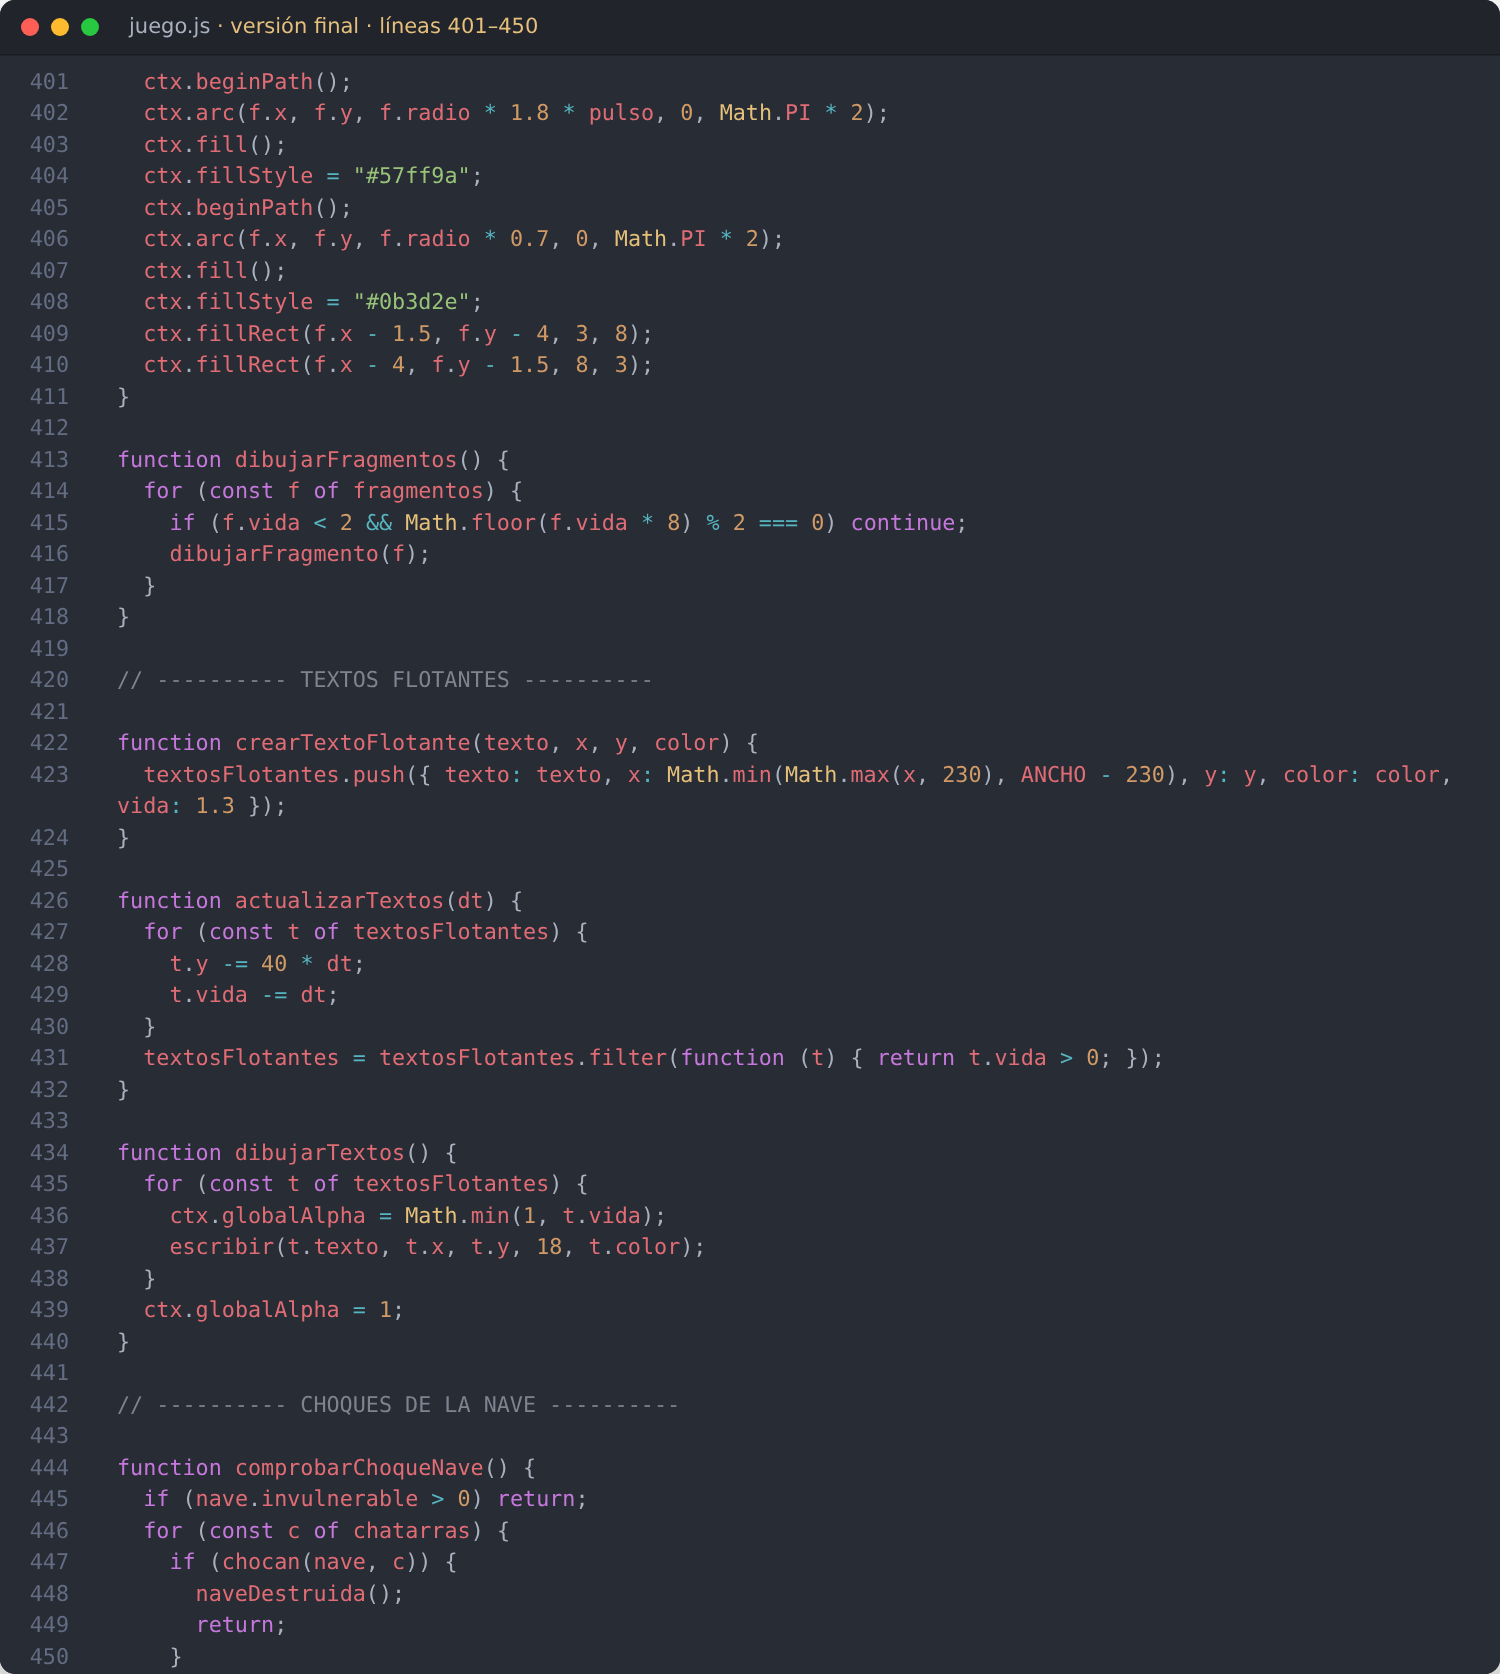 juego.js · versión final · líneas 401–450
401 ctx.beginPath();
402 ctx.arc(f.x, f.y, f.radio * 1.8 * pulso, 0, Math.PI * 2);
403 ctx.fill();
404 ctx.fillStyle = "#57ff9a";
405 ctx.beginPath();
406 ctx.arc(f.x, f.y, f.radio * 0.7, 0, Math.PI * 2);
407 ctx.fill();
408 ctx.fillStyle = "#0b3d2e";
409 ctx.fillRect(f.x - 1.5, f.y - 4, 3, 8);
410 ctx.fillRect(f.x - 4, f.y - 1.5, 8, 3);
411 }
412
413 function dibujarFragmentos() {
414 for (const f of fragmentos) {
415 if (f.vida < 2 && Math.floor(f.vida * 8) % 2 === 0) continue;
416 dibujarFragmento(f);
417 }
418 }
419
420 // ---------- TEXTOS FLOTANTES ----------
421
422 function crearTextoFlotante(texto, x, y, color) {
423 textosFlotantes.push({ texto: texto, x: Math.min(Math.max(x, 230), ANCHO - 230), y: y, color: color,
vida: 1.3 });
424 }
425
426 function actualizarTextos(dt) {
427 for (const t of textosFlotantes) {
428 t.y -= 40 * dt;
429 t.vida -= dt;
430 }
431 textosFlotantes = textosFlotantes.filter(function (t) { return t.vida > 0; });
432 }
433
434 function dibujarTextos() {
435 for (const t of textosFlotantes) {
436 ctx.globalAlpha = Math.min(1, t.vida);
437 escribir(t.texto, t.x, t.y, 18, t.color);
438 }
439 ctx.globalAlpha = 1;
440 }
441
442 // ---------- CHOQUES DE LA NAVE ----------
443
444 function comprobarChoqueNave() {
445 if (nave.invulnerable > 0) return;
446 for (const c of chatarras) {
447 if (chocan(nave, c)) {
448 naveDestruida();
449 return;
450 }